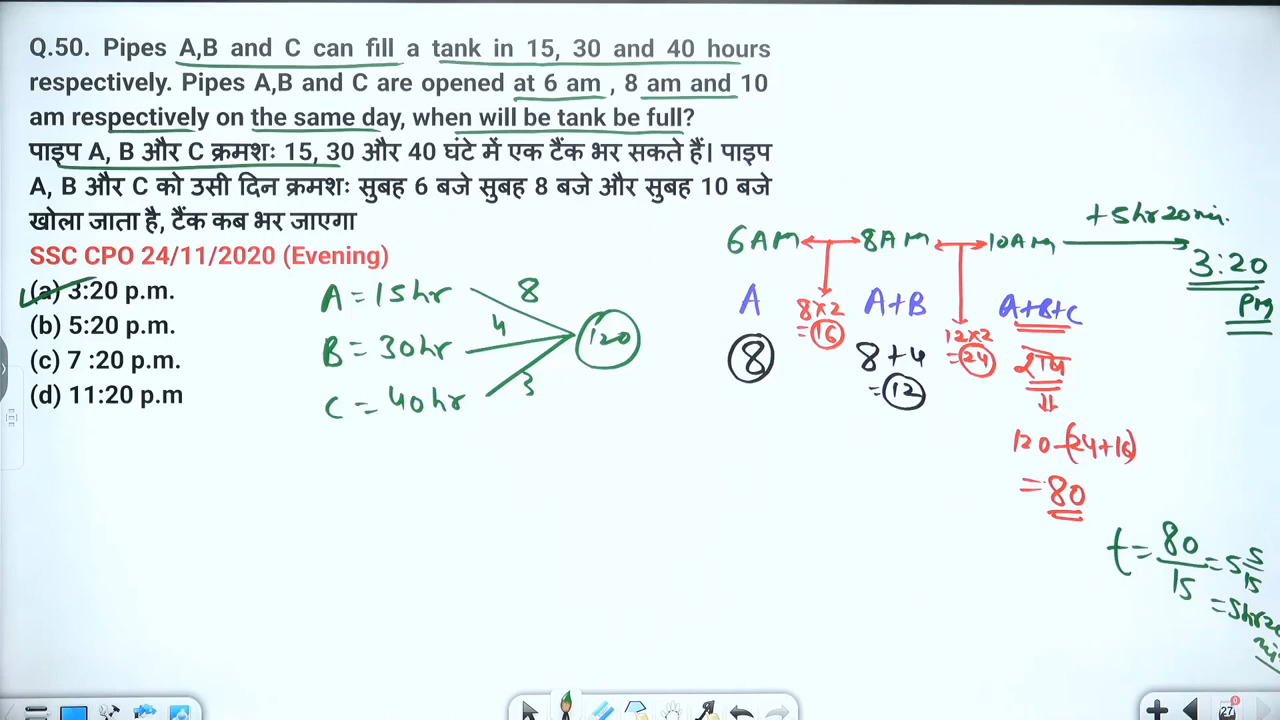 Q.50. Pipes A,B and C can fill a tank in 15, 30 and 40 hours
respectively. Pipes A,B and C are opened at 6 am , 8 am and 10
am respectively on the same day, when will be tank be full?
पाइप A, B और C क्रमशः 15, 30 और 40 घंटे में एक टैंक भर सकते हैं। पाइप
A, B और C को उसी दिन क्रमशः सुबह 6 बजे सुबह 8 बजे और सुबह 10 बजे
खोला जाता है, टैंक कब भर जाएगा
SSC CPO 24/11/2020 (Evening)
(a) 3:20 p.m.
(b) 5:20 p.m.
(c) 7 :20 p.m.
(d) 11:20 p.m
A = 15hr 8
B = 30hr 4 120
C = 40hr 3
+5hr20min.
6AM 8AM 10AM 3:20
PM
A 8×2 A+B 12×2 A+B+C
=16 =24
8 8+4
=12
120-(24+16)
=80
t=80/15=5 5/15
=5hr20
27